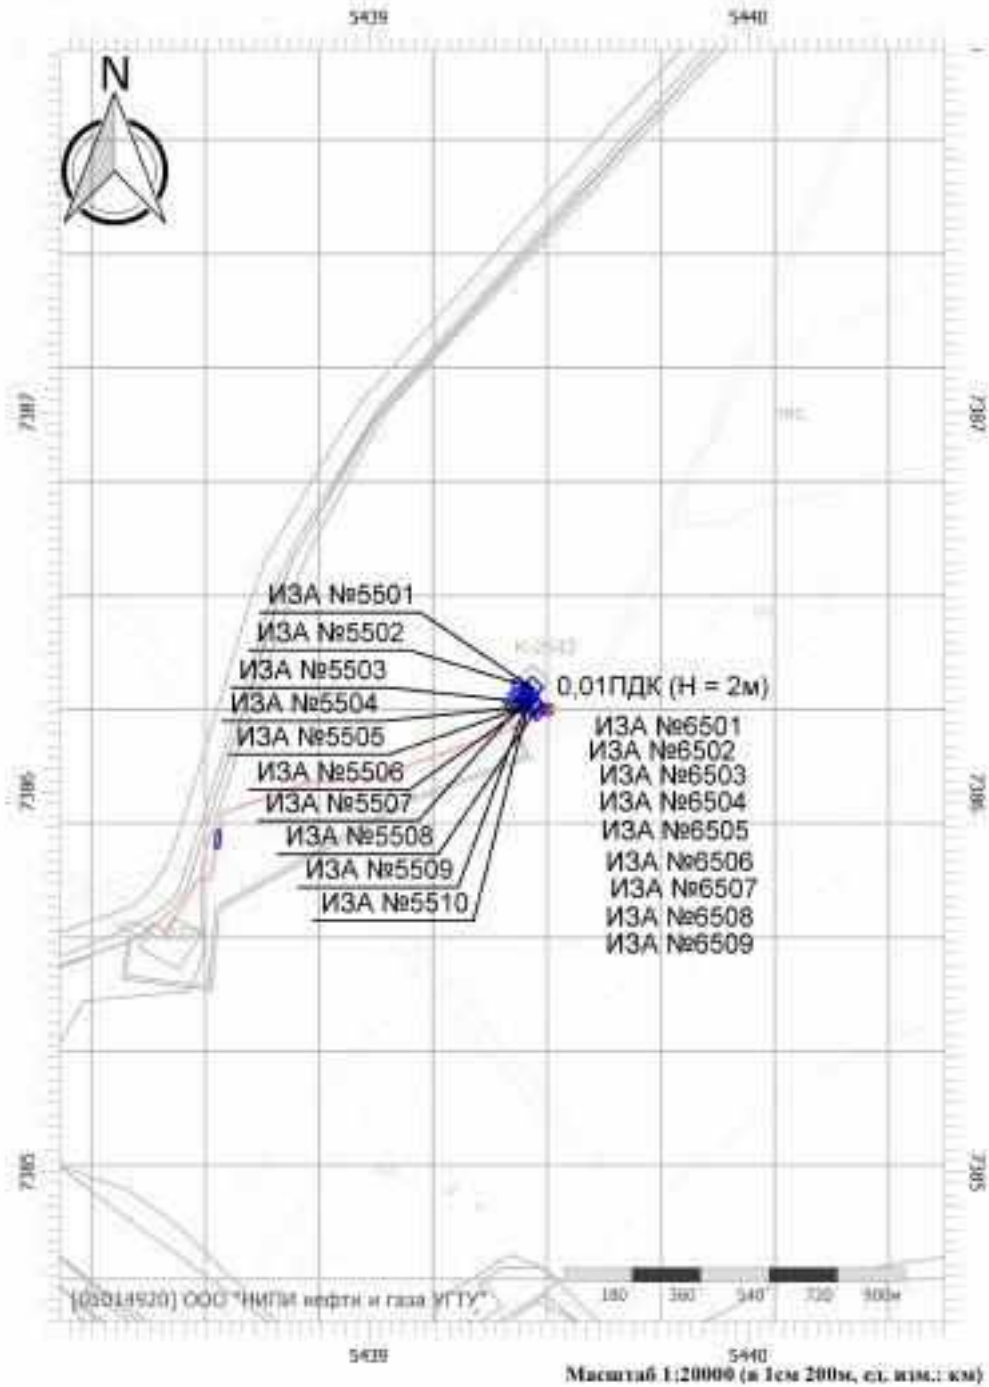 5439
5440
N
7387
7387
ИЗА №5501
ИЗА №5502
ИЗА №5503
ИЗА №5504
ИЗА №5505
ИЗА №5506
ИЗА №5507
ИЗА №5508
ИЗА №5509
ИЗА №5510
0,01ПДК (Н = 2м)
ИЗА №6501
ИЗА №6502
ИЗА №6503
ИЗА №6504
ИЗА №6505
ИЗА №6506
ИЗА №6507
ИЗА №6508
ИЗА №6509
7386
7386
7385
7385
ООО "НИПИ нефти и газа УГТУ"
180 360 540 720 900м
5439
5440
Масштаб 1:20000 (в 1см 200м, ед. изм.: км)